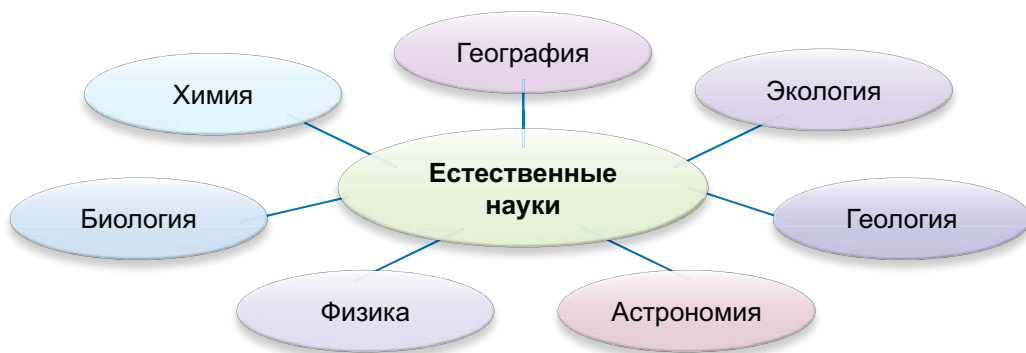 География
Химия
Экология
Естественные
науки
Биология
Геология
Физика
Астрономия